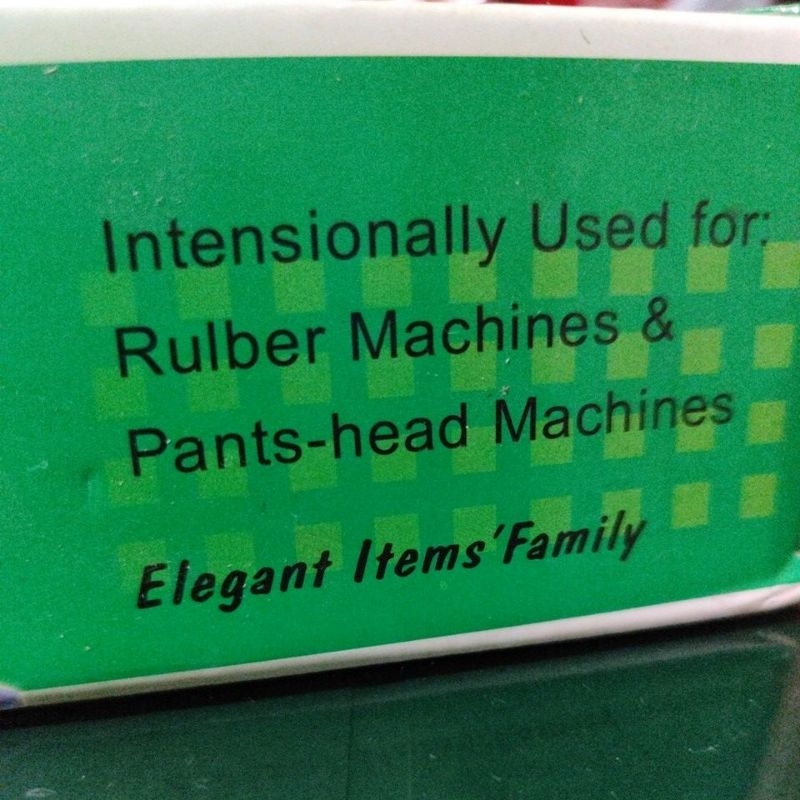 Intensionally Used for:
Rulber Machines &
Pants-head Machines
Elegant Items'Family